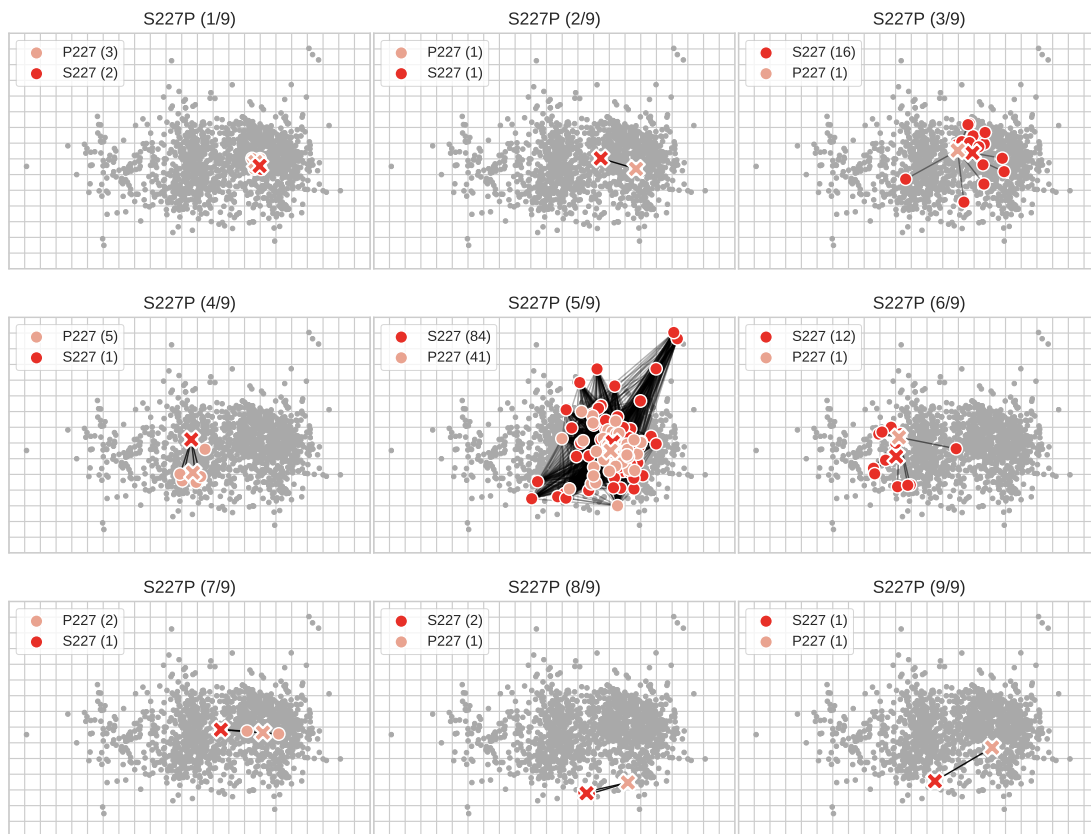 S227P (1/9)
P227 (3)
S227 (2)
S227P (2/9)
P227 (1)
S227 (1)
S227P (3/9)
S227 (16)
P227 (1)
S227P (4/9)
P227 (5)
S227 (1)
S227P (5/9)
S227 (84)
P227 (41)
S227P (6/9)
S227 (12)
P227 (1)
S227P (7/9)
P227 (2)
S227 (1)
S227P (8/9)
S227 (2)
P227 (1)
S227P (9/9)
S227 (1)
P227 (1)